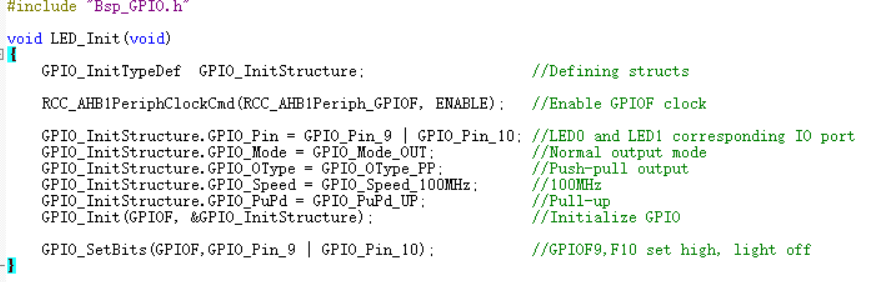 #include "Bsp_GPIO.h"
void LED_Init(void)
{
GPIO_InitTypeDef GPIO_InitStructure; //Defining structs
RCC_AHB1PeriphClockCmd(RCC_AHB1Periph_GPIOF, ENABLE); //Enable GPIOF clock
GPIO_InitStructure.GPIO_Pin = GPIO_Pin_9 | GPIO_Pin_10; //LED0 and LED1 corresponding IO port
GPIO_InitStructure.GPIO_Mode = GPIO_Mode_OUT; //Normal output mode
GPIO_InitStructure.GPIO_OType = GPIO_OType_PP; //Push-pull output
GPIO_InitStructure.GPIO_Speed = GPIO_Speed_100MHz; //100MHz
GPIO_InitStructure.GPIO_PuPd = GPIO_PuPd_UP; //Pull-up
GPIO_Init(GPIOF, &GPIO_InitStructure); //Initialize GPIO
GPIO_SetBits(GPIOF,GPIO_Pin_9 | GPIO_Pin_10); //GPIOF9,F10 set high, light off
}